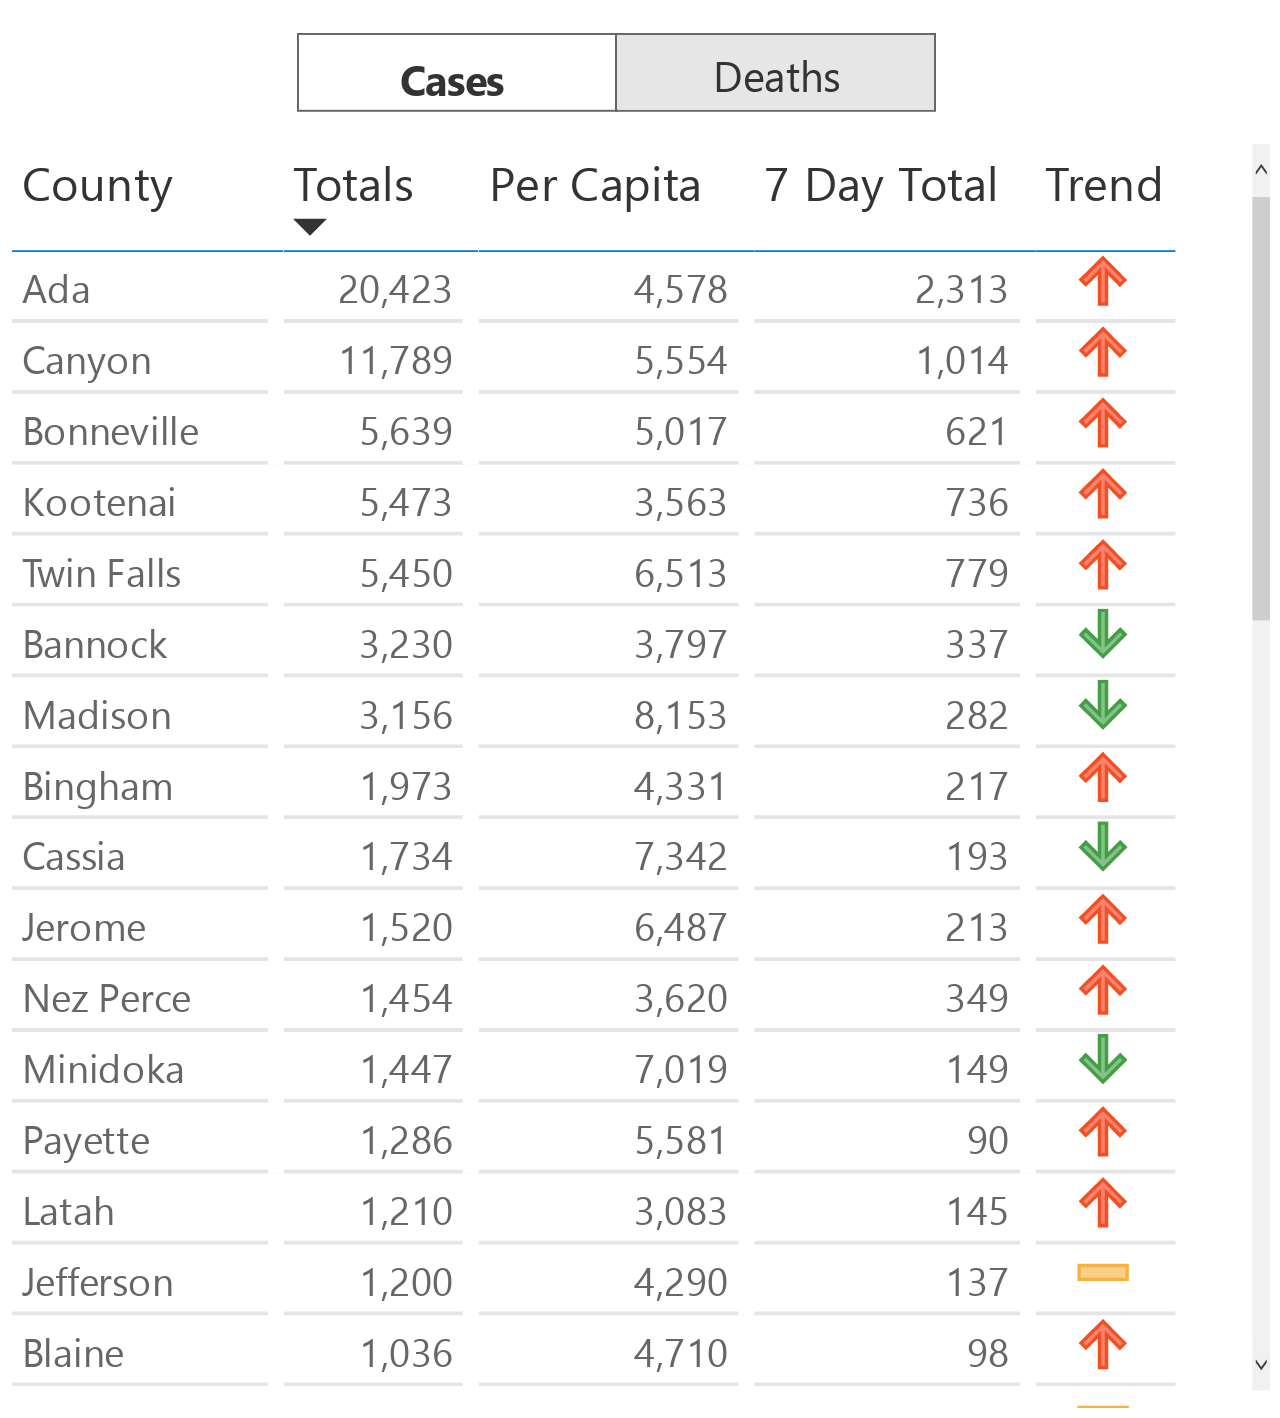 Cases Deaths
County Totals Per Capita 7 Day Total Trend
Ada 20,423 4,578 2,313
Canyon 11,789 5,554 1,014
Bonneville 5,639 5,017 621
Kootenai 5,473 3,563 736
Twin Falls 5,450 6,513 779
Bannock 3,230 3,797 337
Madison 3,156 8,153 282
Bingham 1,973 4,331 217
Cassia 1,734 7,342 193
Jerome 1,520 6,487 213
Nez Perce 1,454 3,620 349
Minidoka 1,447 7,019 149
Payette 1,286 5,581 90
Latah 1,210 3,083 145
Jefferson 1,200 4,290 137
Blaine 1,036 4,710 98